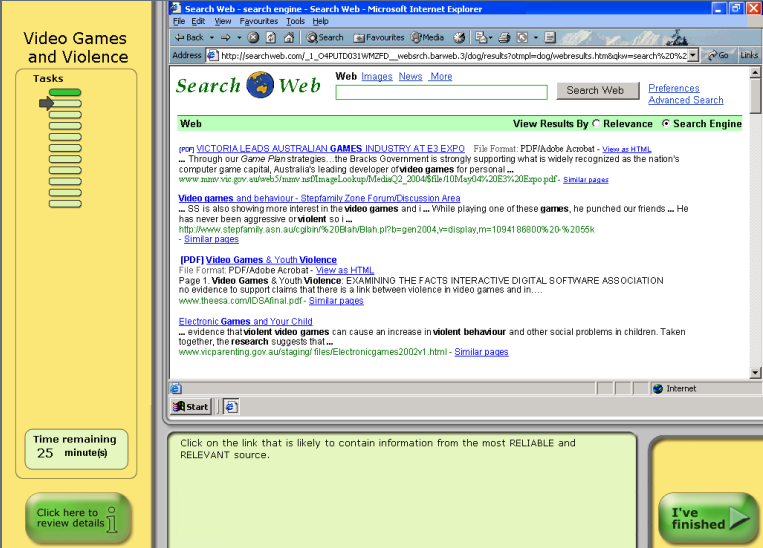 Search Web - search engine - Search Web - Microsoft Internet Explorer
File Edit View Favourites Tools Help
Back Search Favourites Media
Address http://searchweb.com/_1_O4PUTD031WMZFD__websrch.barweb.3/dog/results?otmpl=dog/webresults.htm&qkw=search%20%2 Go Links
Video Games
and Violence
Tasks
Search Web
Web Images News More
Search Web
Preferences
Advanced Search
Web View Results By Relevance Search Engine
[PDF] VICTORIA LEADS AUSTRALIAN GAMES INDUSTRY AT E3 EXPO File Format: PDF/Adobe Acrobat - View as HTML
... Through our Game Plan strategies...the Bracks Government is strongly supporting what is widely recognized as the nation's
computer game capital, Australia's leading developer of video games for personal ...
www.mmv.vic.gov.au/web5/mmv.nsf/ImageLookup/MediaQ2_2004/$file/10May04%20E3%20Expo.pdf - Similar pages
Video games and behaviour - Stepfamily Zone Forum/Discussion Area
... SS is also showing more interest in the video games and i ... While playing one of these games, he punched our friends ... He
has never been aggressive or violent so i ...
http://www.stepfamily.asn.au/cgibin/%20Blah/Blah.pl?b=gen2004,v=display,m=1094186800%20-%2055k
- Similar pages
[PDF] Video Games & Youth Violence
File Format: PDF/Adobe Acrobat - View as HTML
Page 1. Video Games & Youth Violence: EXAMINING THE FACTS INTERACTIVE DIGITAL SOFTWARE ASSOCIATION
no evidence to support claims that there is a link between violence in video games and in....
www.theesa.com/IDSAfinal.pdf - Similar pages
Electronic Games and Your Child
... evidence that violent video games can cause an increase in violent behaviour and other social problems in children. Taken
together, the research suggests that ...
www.vicparenting.gov.au/staging/ files/Electronicgames2002v1.html - Similar pages
Internet
Start
Time remaining
25 minute(s)
Click here to
review details
Click on the link that is likely to contain information from the most RELIABLE and
RELEVANT source.
I've
finished